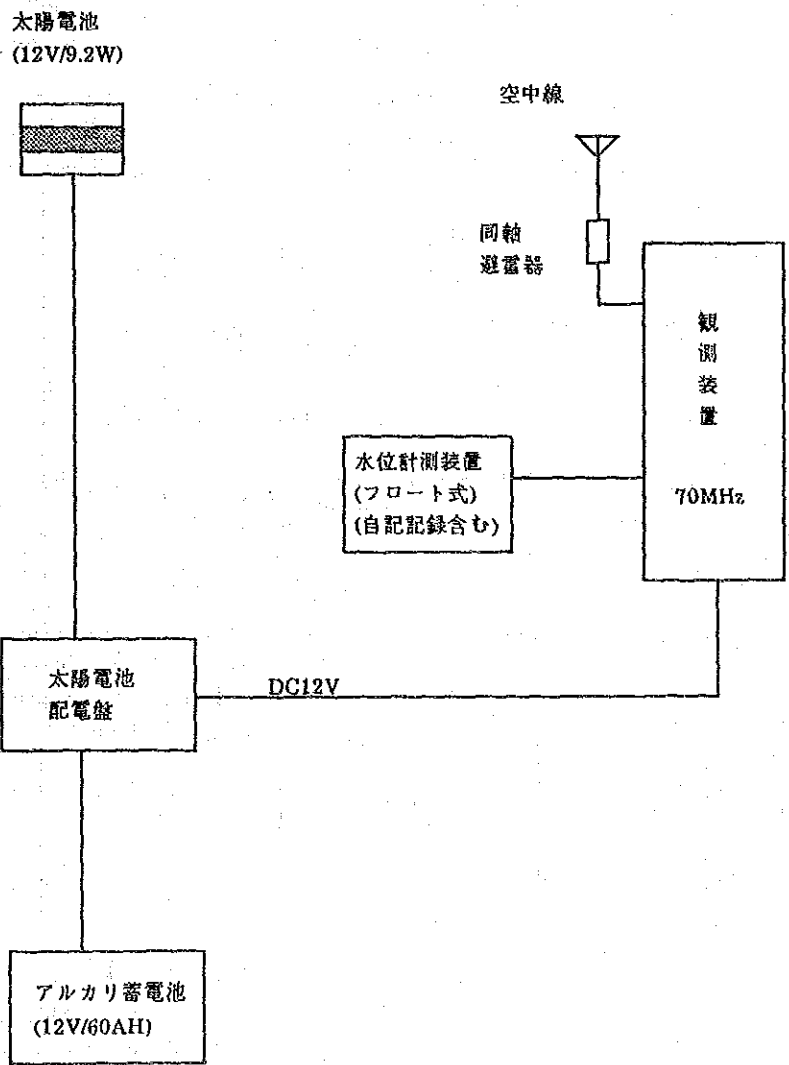 太陽電池
(12V/9.2W)
空中線
同軸
避雷器
観
測
装
置
70MHz
水位計測装置
(フロート式)
(自記記録含む)
太陽電池
配電盤
DC12V
アルカリ蓄電池
(12V/60AH)